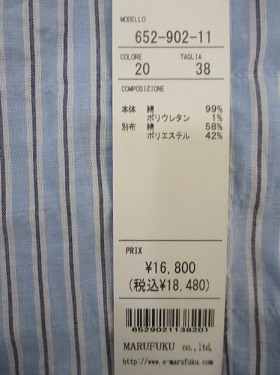 MODELLO
652-902-11
COLORE TAGLIA
20 38
COMPOSIZIONE
本体 綿 99%
ポリウレタン 1%
別布 綿 58%
ポリエステル 42%
PRIX
¥16,800
(税込¥18,480)
6529021138201
MARUFUKU co.,ltd,
http://www.e-marufuku.com/